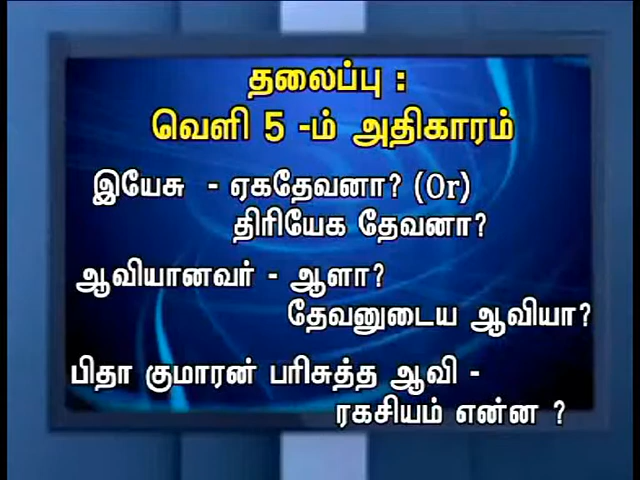 தலைப்பு :
வெளி 5 -ம் அதிகாரம்
இயேசு - ஏகதேவனா? (Or)
திரியேக தேவனா?
ஆவியானவர் - ஆளா?
தேவனுடைய ஆவியா?
பிதா குமாரன் பரிசுத்த ஆவி -
ரகசியம் என்ன ?